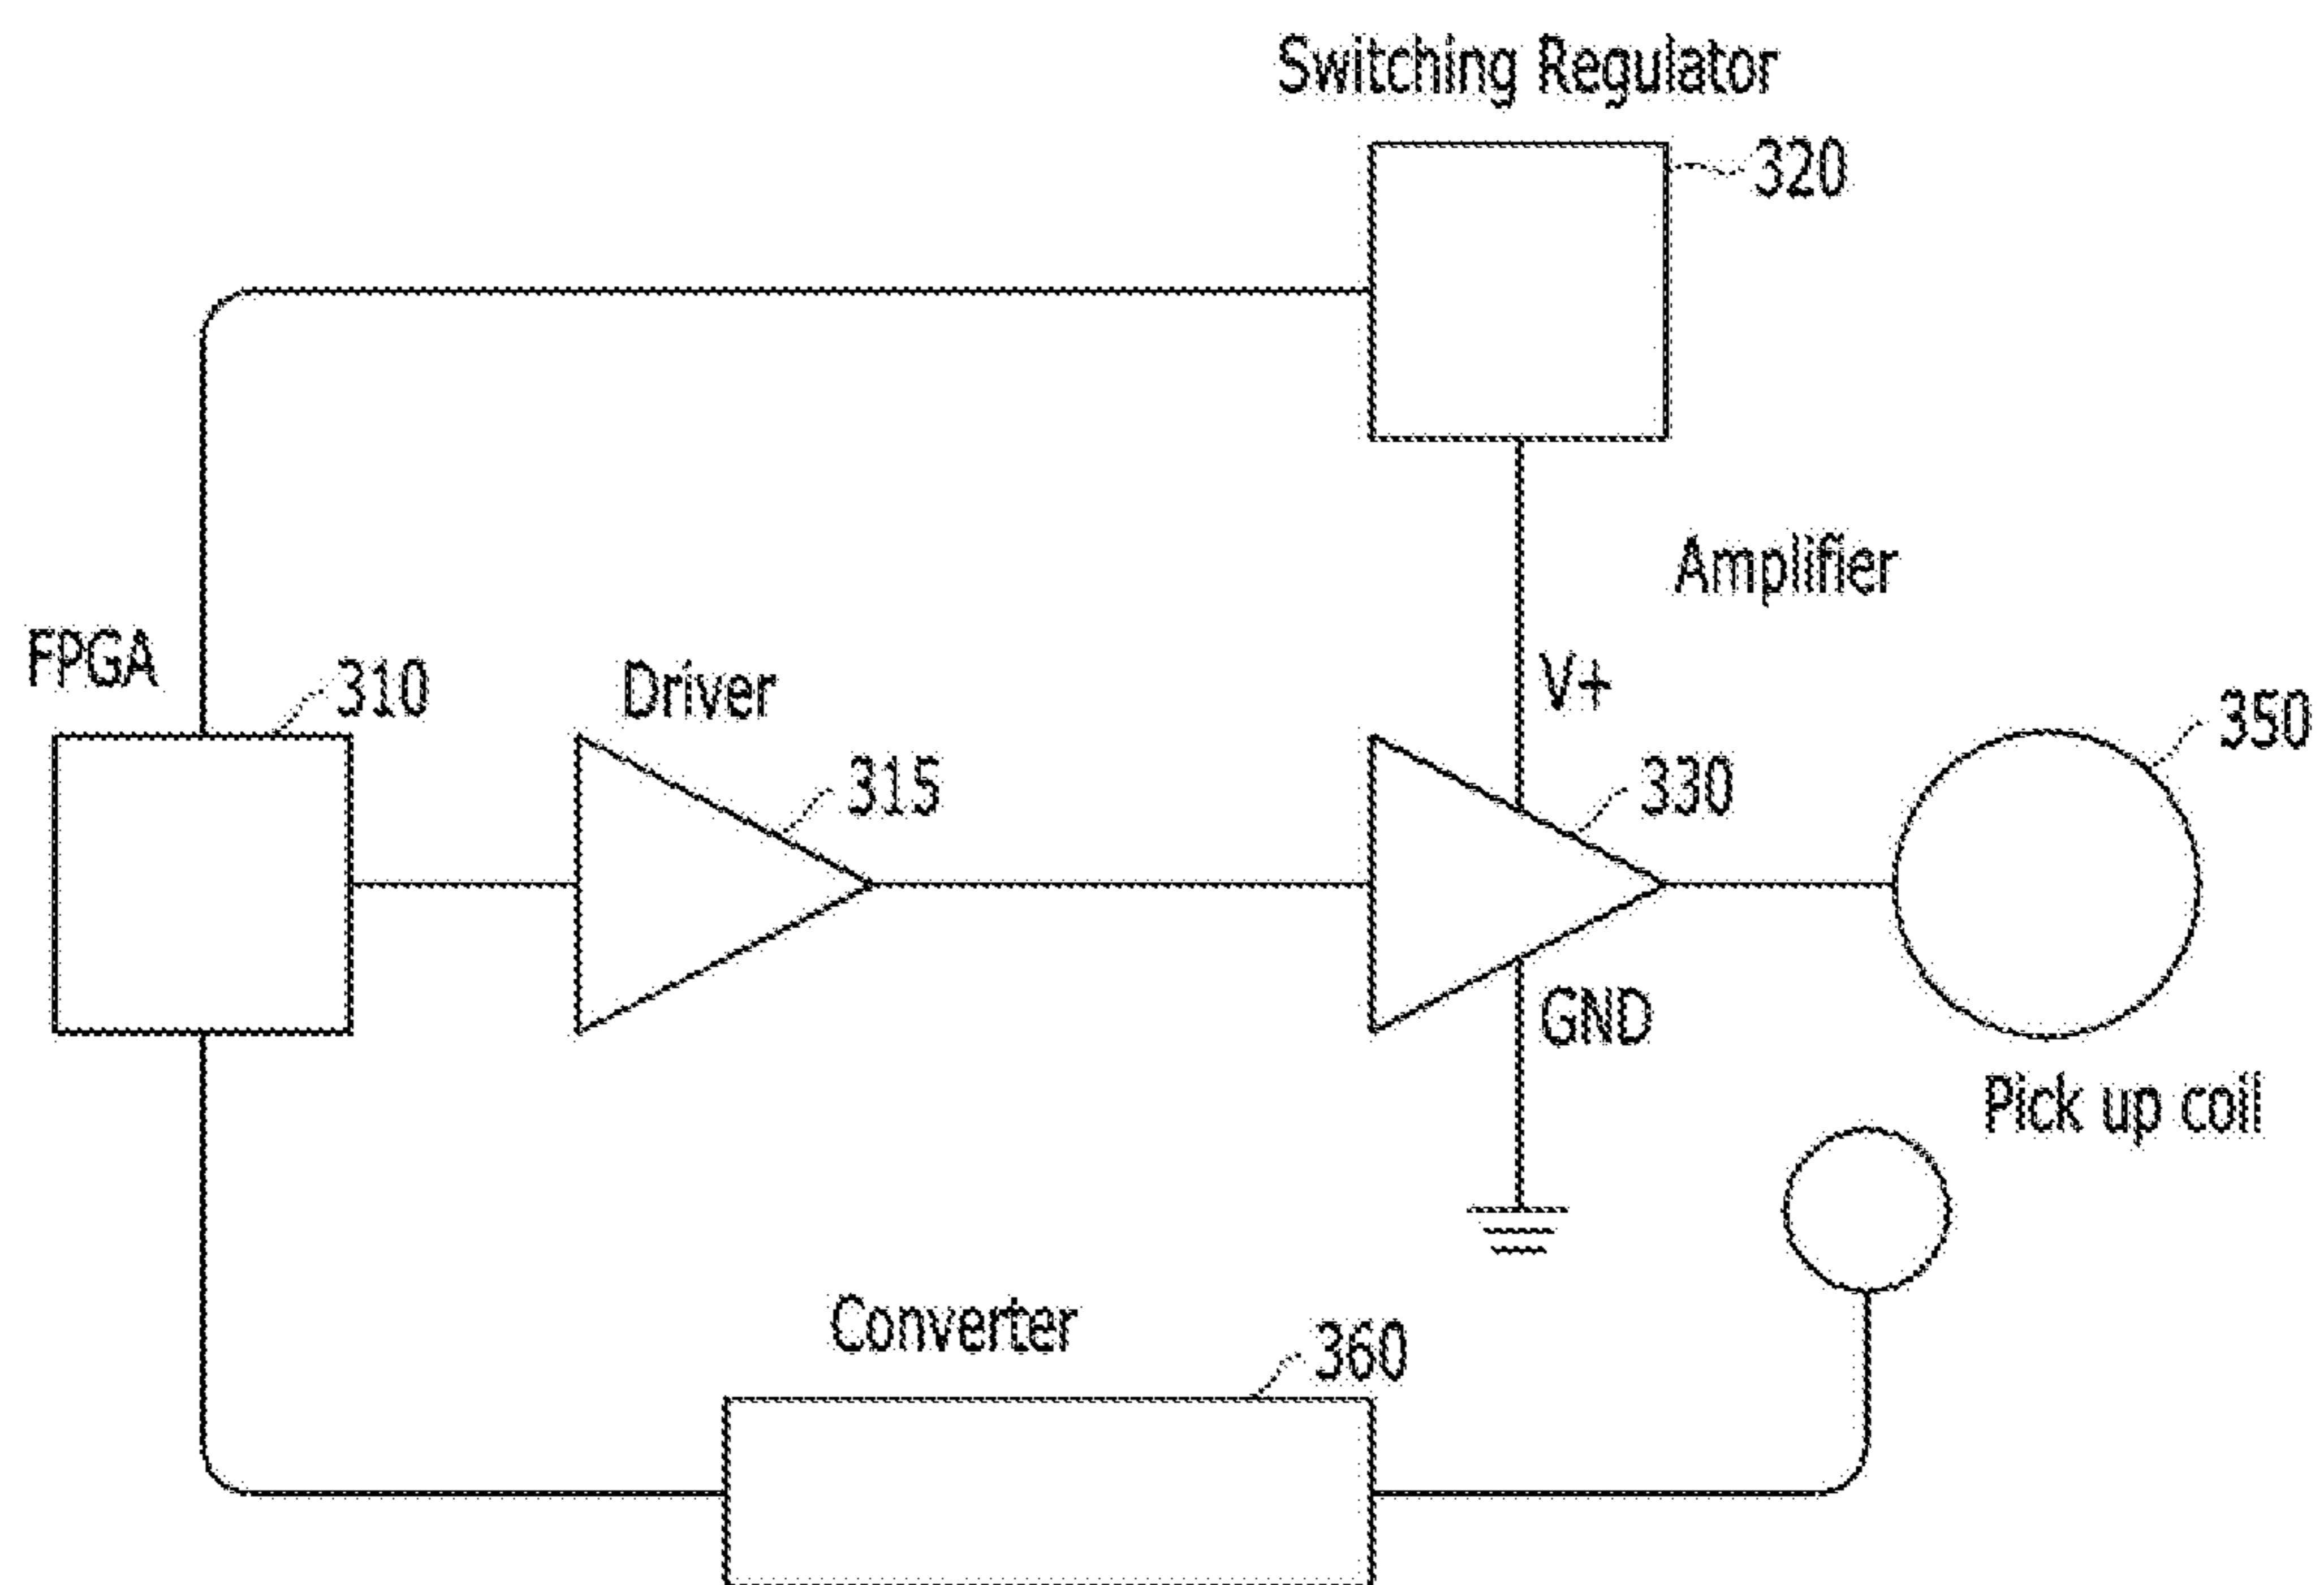 Switching Regulator
320
Amplifier
FPGA
310
Driver
V+
350
315
330
GND
Pick up coil
Converter
360